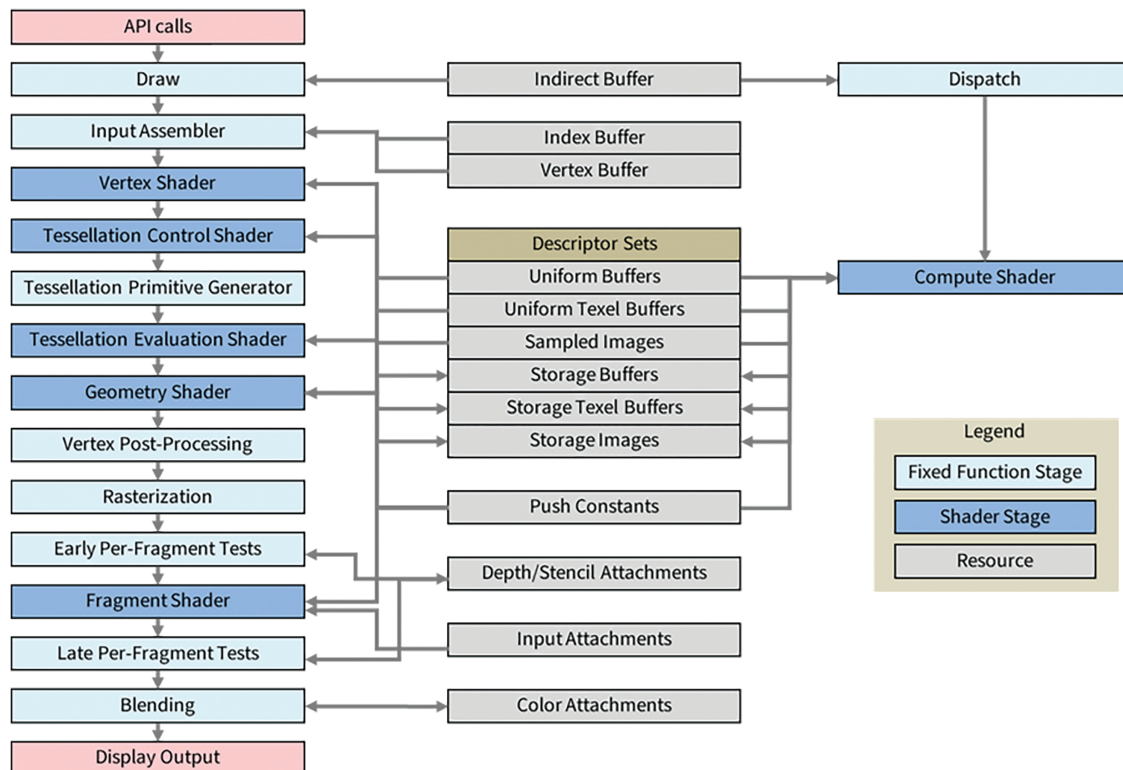 API calls
Draw
Input Assembler
Vertex Shader
Tessellation Control Shader
Tessellation Primitive Generator
Tessellation Evaluation Shader
Geometry Shader
Vertex Post-Processing
Rasterization
Early Per-Fragment Tests
Fragment Shader
Late Per-Fragment Tests
Blending
Display Output
Indirect Buffer
Index Buffer
Vertex Buffer
Descriptor Sets
Uniform Buffers
Uniform Texel Buffers
Sampled Images
Storage Buffers
Storage Texel Buffers
Storage Images
Push Constants
Depth/Stencil Attachments
Input Attachments
Color Attachments
Dispatch
Compute Shader
Legend
Fixed Function Stage
Shader Stage
Resource